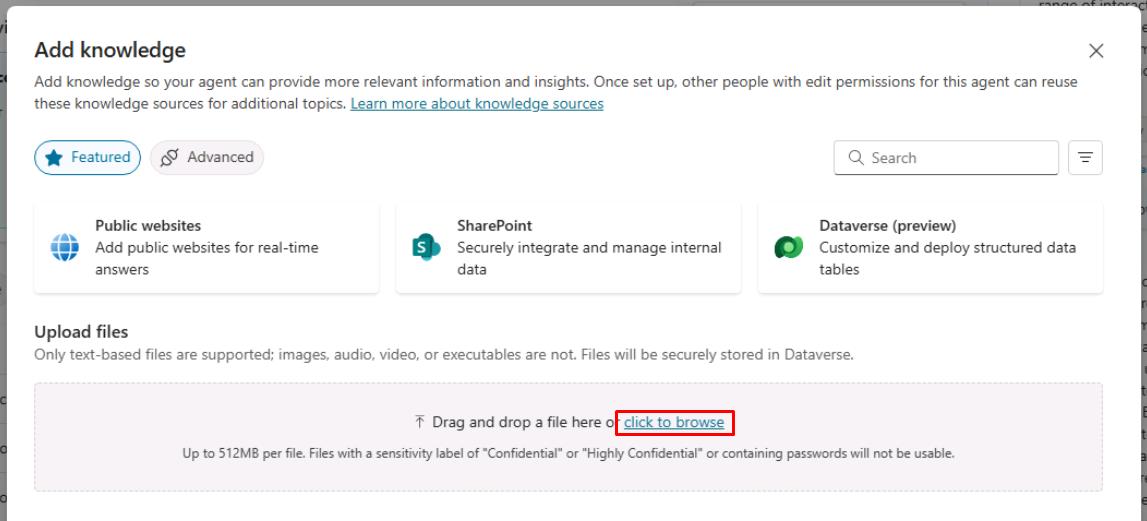 Add knowledge
Add knowledge so your agent can provide more relevant information and insights. Once set up, other people with edit permissions for this agent can reuse
these knowledge sources for additional topics. Learn more about knowledge sources
Featured
Advanced
Search
Public websites
Add public websites for real-time
answers
SharePoint
Securely integrate and manage internal
data
Dataverse (preview)
Customize and deploy structured data
tables
Upload files
Only text-based files are supported; images, audio, video, or executables are not. Files will be securely stored in Dataverse.
Drag and drop a file here or click to browse
Up to 512MB per file. Files with a sensitivity label of "Confidential" or "Highly Confidential" or containing passwords will not be usable.